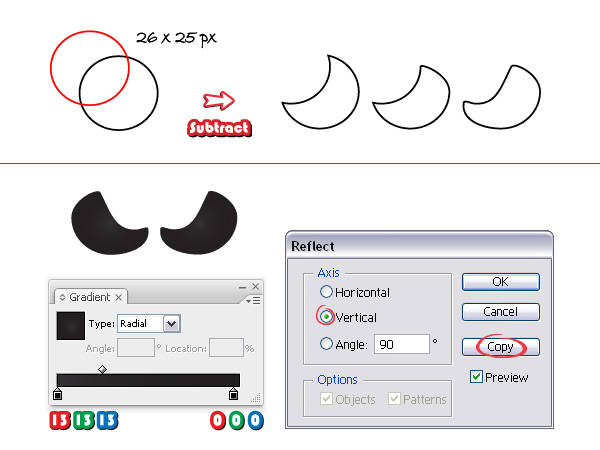 26 x 25 px
Subtract
Gradient ×
Type: Radial
Angle: ° Location: %
13 13 13
0 0 0
Reflect
Axis
Horizontal
Vertical
Angle: 90 °
Options
Objects Patterns
OK
Cancel
Copy
Preview